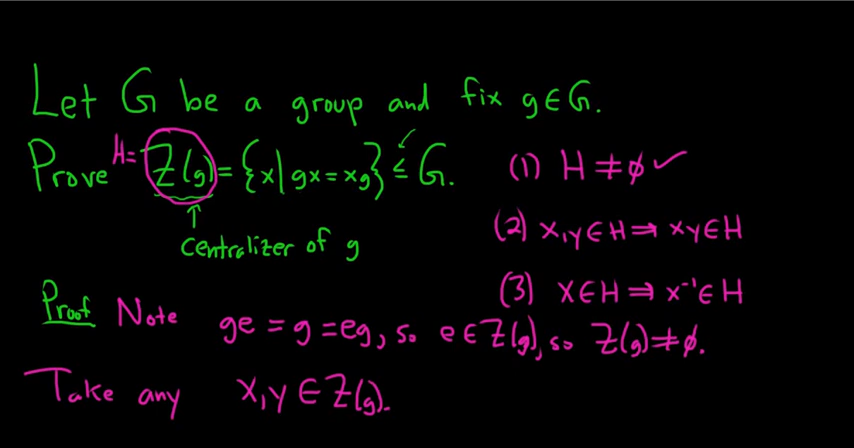 Let G be a group and fix g∈G.
Prove H= Z(g) = {x | gx = xg} ≤ G.
centralizer of g
(1) H ≠ ∅ ✓
(2) x,y∈H ⇒ xy∈H
(3) x∈H ⇒ x⁻¹∈H
Proof Note ge = g = eg, so e∈Z(g), so Z(g) ≠ ∅.
Take any x,y ∈ Z(g).